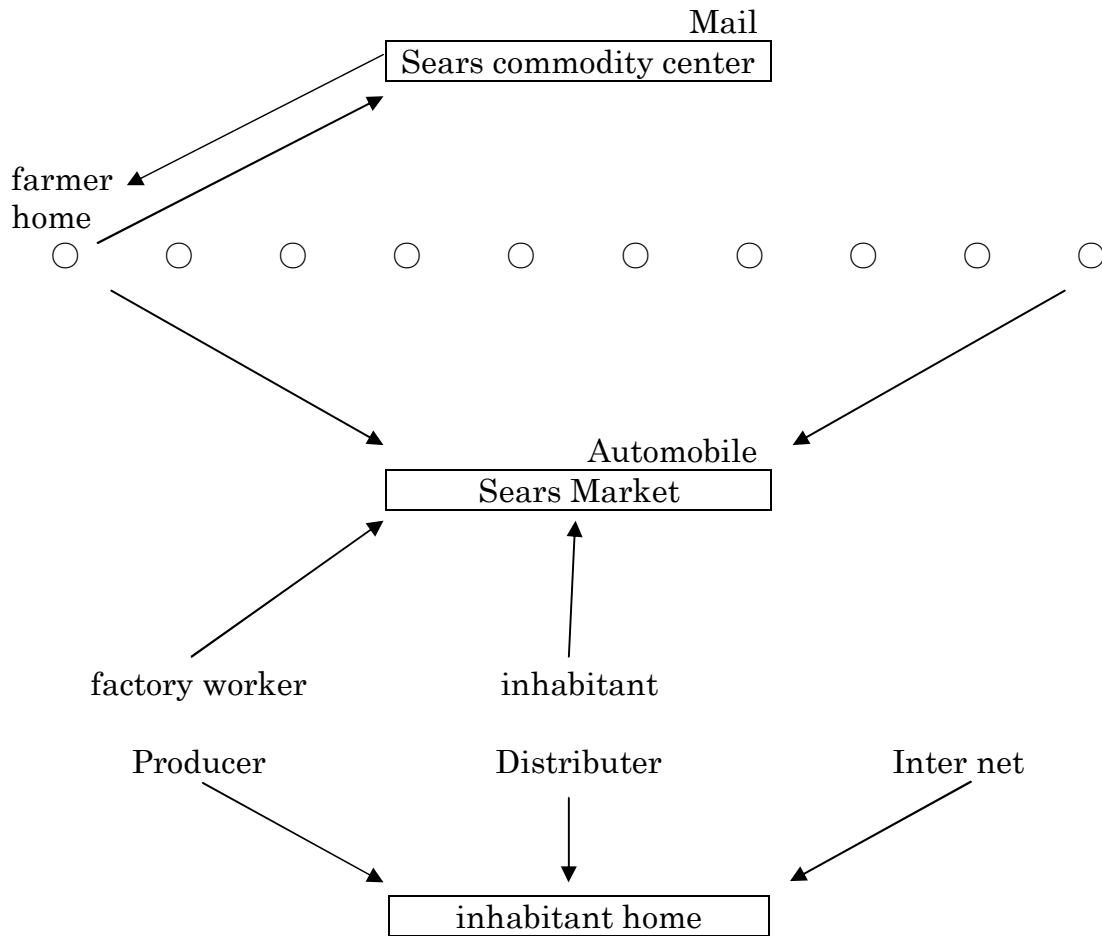 Mail
Sears commodity center
farmer
home
Automobile
Sears Market
factory worker
inhabitant
Producer
Distributer
Inter net
inhabitant home